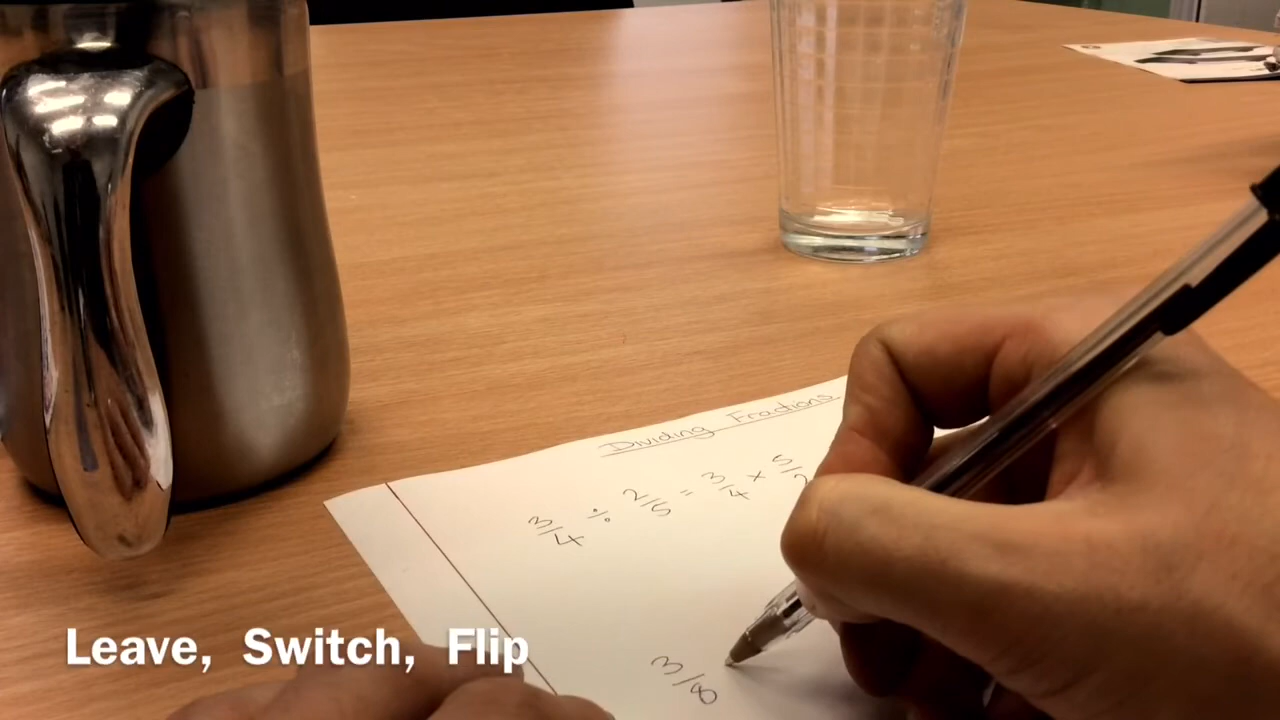 Dividing Fractions
3/4 ÷ 2/5 = 3/4 × 5/2
3/8
Leave, Switch, Flip